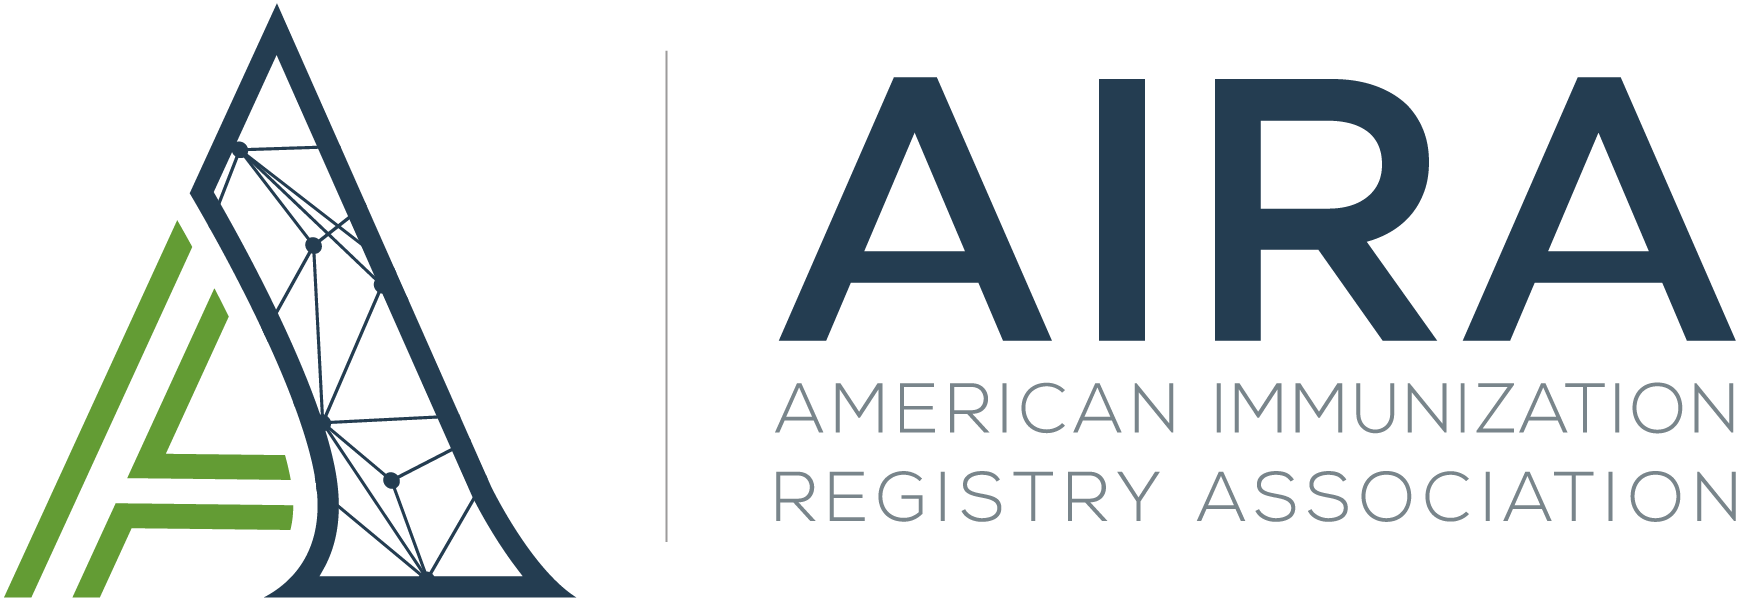 AIRA
AMERICAN IMMUNIZATION
REGISTRY ASSOCIATION